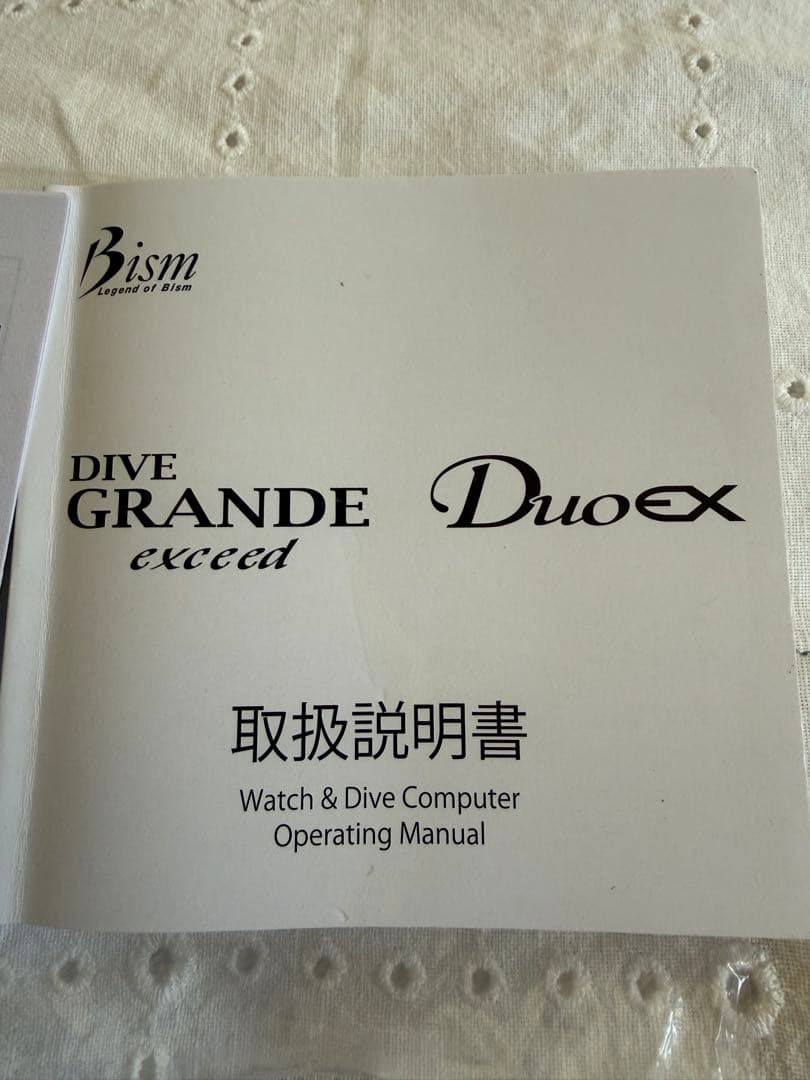 Bism
Legend of Bism
DIVE
GRANDE
exceed
DuoEX
取扱説明書
Watch & Dive Computer
Operating Manual